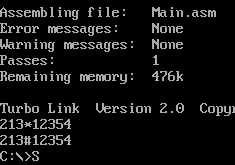 Assembling file:   Main.asm
Error messages:    None
Warning messages:  None
Passes:            1
Remaining memory:  476k

Turbo Link  Version 2.0  Copy
213*12354
213#12354
C:\>S